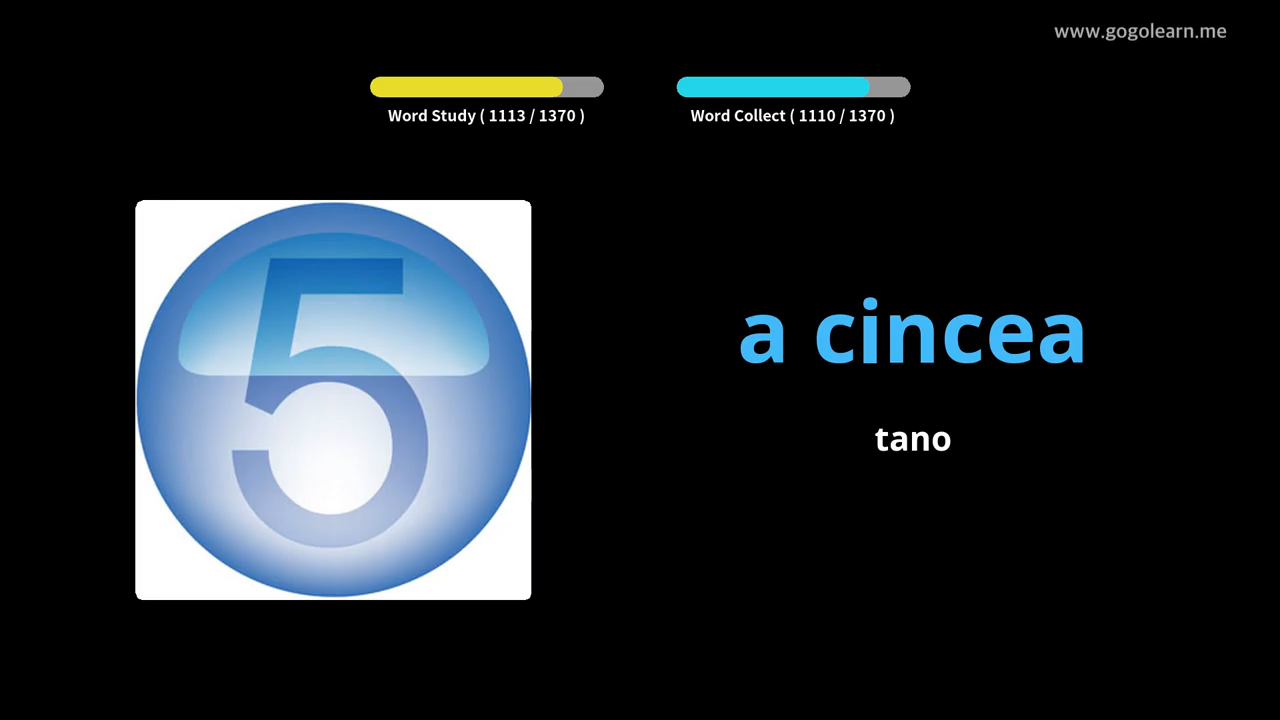 www.gogolearn.me
Word Study ( 1113 / 1370 )
Word Collect ( 1110 / 1370 )
5
a cincea
tano